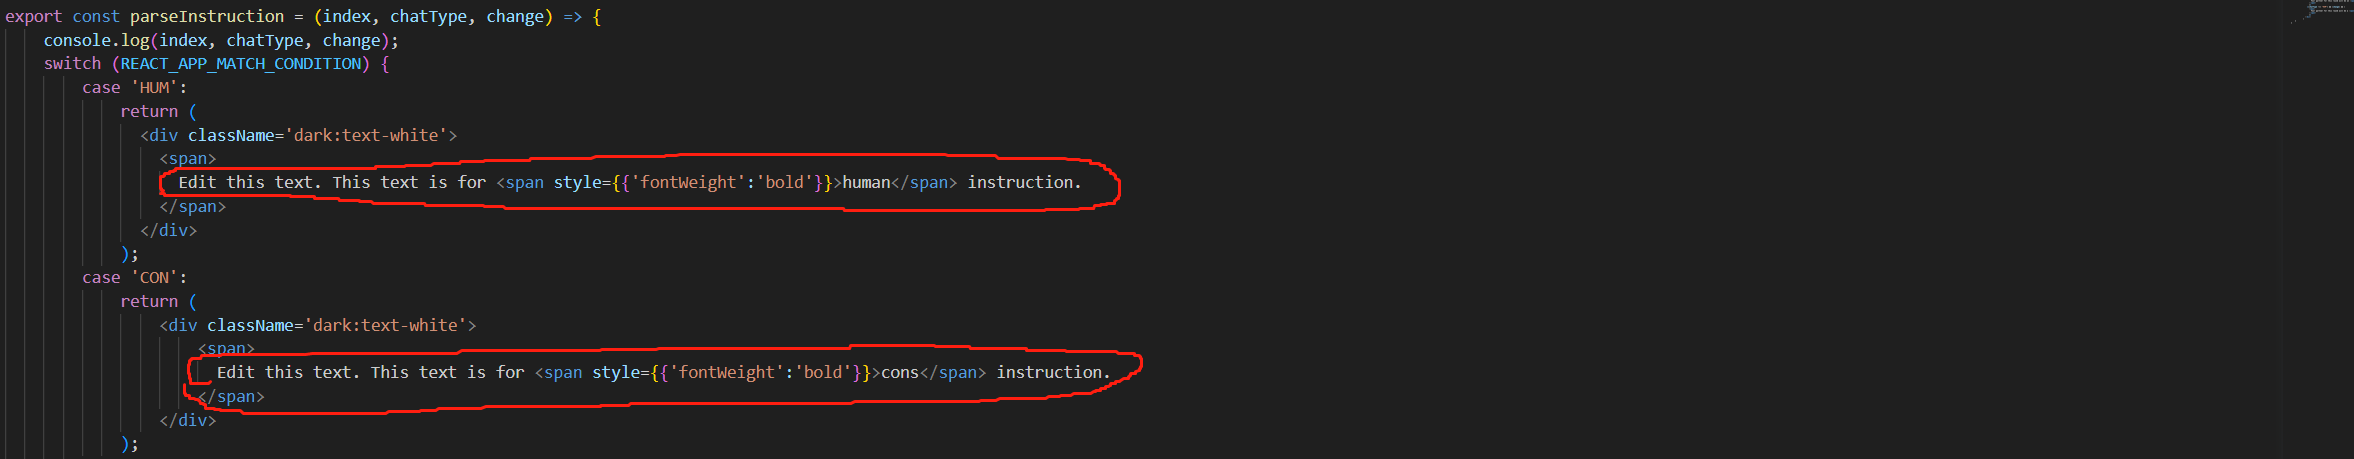 export const parseInstruction = (index, chatType, change) => {
console.log(index, chatType, change);
switch (REACT_APP_MATCH_CONDITION) {
case 'HUM':
return (
<div className='dark:text-white'>
<span>
Edit this text. This text is for <span style={{'fontWeight':'bold'}}>human</span> instruction.
</span>
</div>
);
case 'CON':
return (
<div className='dark:text-white'>
<span>
Edit this text. This text is for <span style={{'fontWeight':'bold'}}>cons</span> instruction.
</span>
</div>
);